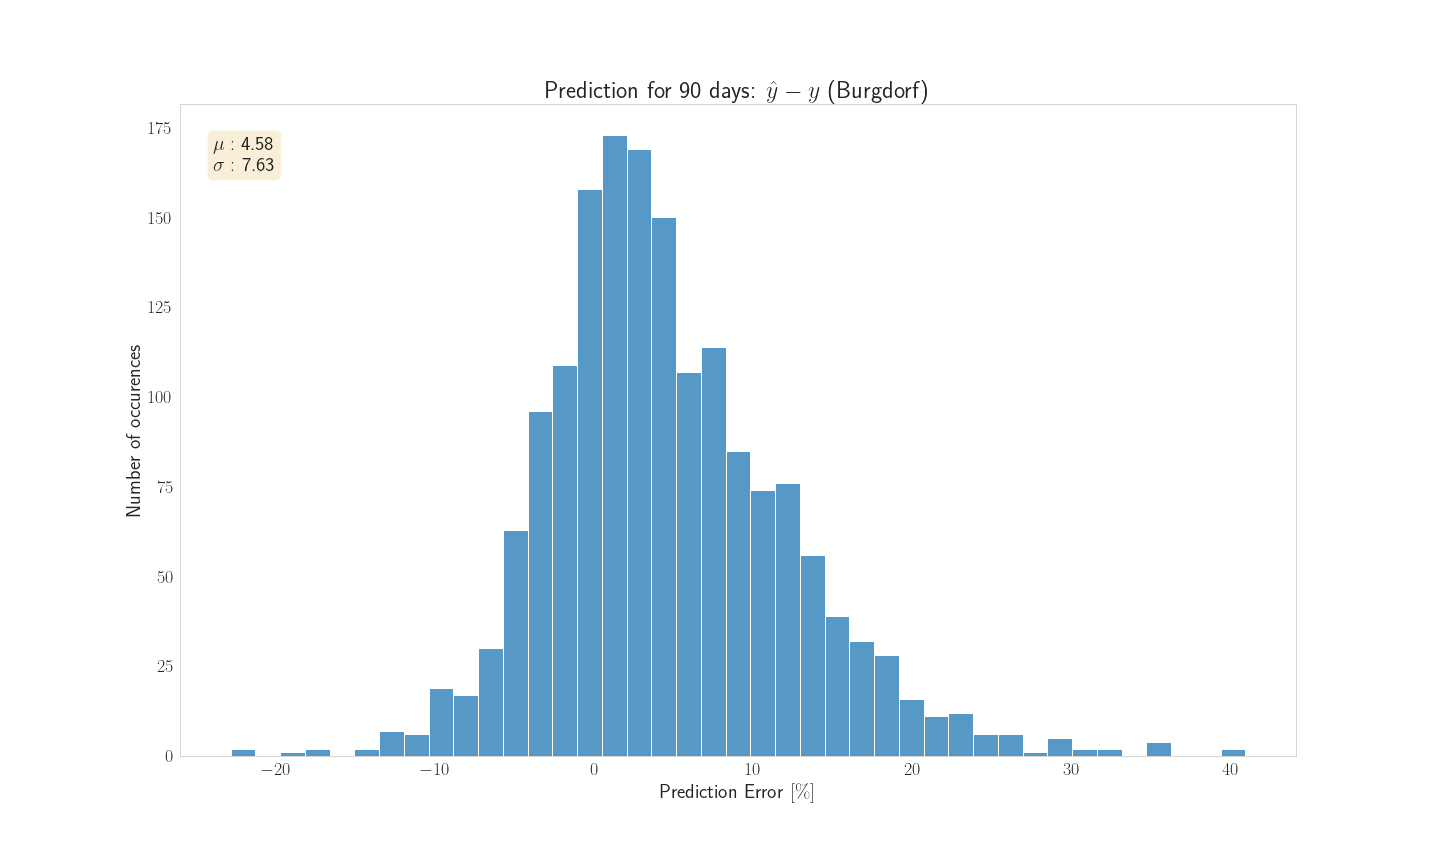 Prediction for 90 days: ŷ − y (Burgdorf)
μ : 4.58
σ : 7.63
175
150
125
100
75
50
25
0
Number of occurences
−20 −10 0 10 20 30 40
Prediction Error [%]